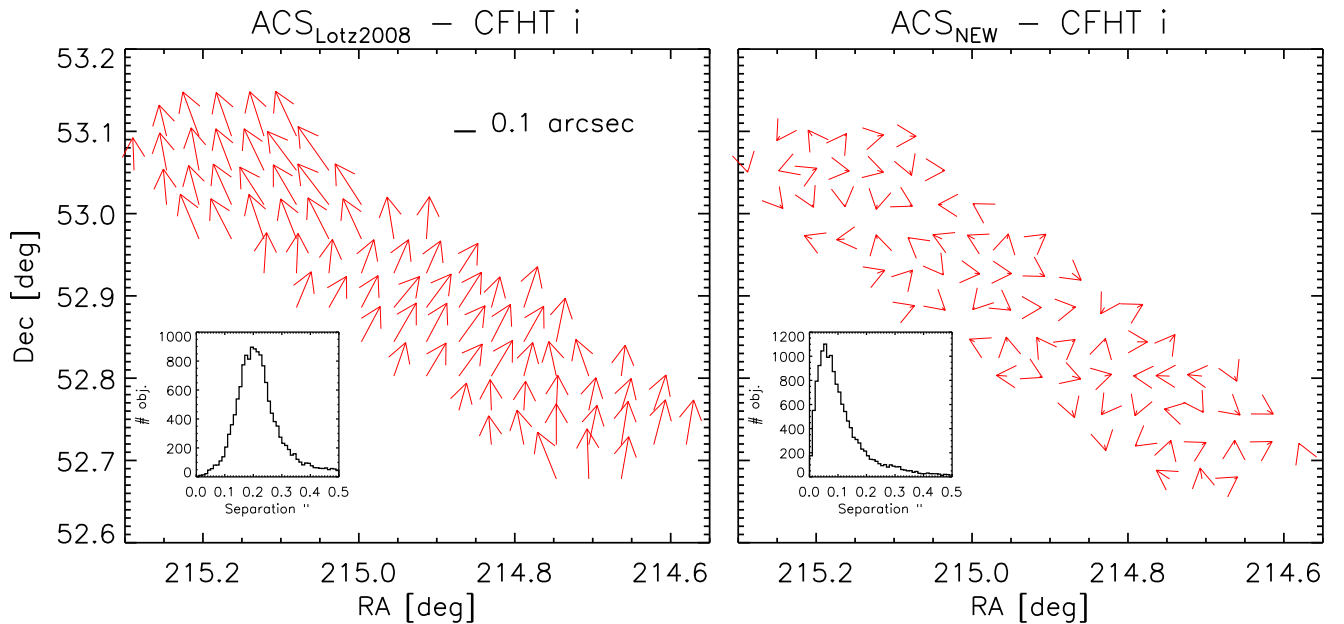 ACS_Lotz2008 − CFHT i
ACS_NEW − CFHT i
53.2
53.1
53.0
52.9
52.8
52.7
52.6
Dec [deg]
0.1 arcsec
1000
800
600
400
200
0
# obj.
0.0 0.1 0.2 0.3 0.4 0.5
Separation "
215.2 215.0 214.8 214.6
RA [deg]
1200
1000
800
600
400
200
0
# obj.
0.0 0.1 0.2 0.3 0.4 0.5
Separation "
215.2 215.0 214.8 214.6
RA [deg]